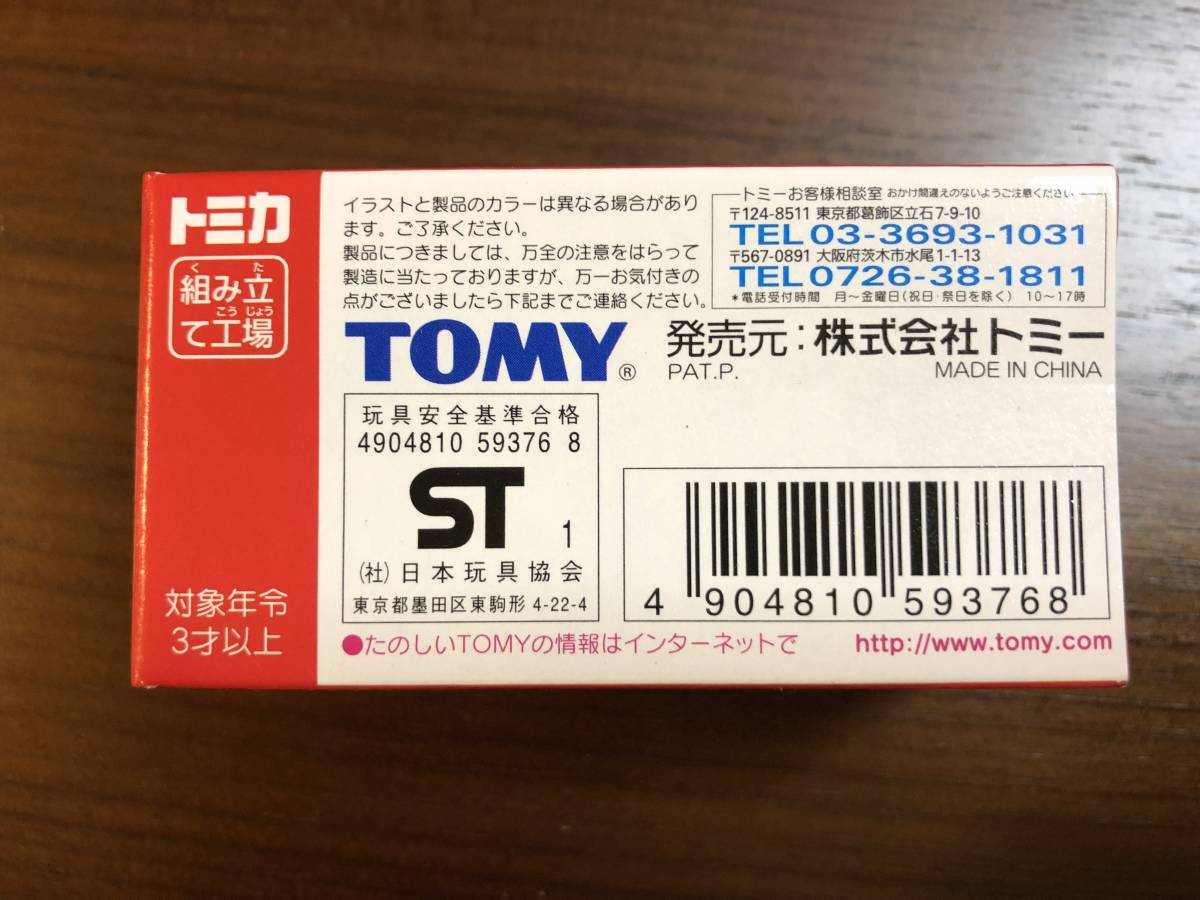 トミカ
組み立
く た
て工場
こう じょう
対象年令
3才以上
イラストと製品のカラーは異なる場合があり
ます。ご了承ください。
製品につきましては、万全の注意をはらって
製造に当たっておりますが、万一お気付きの
点がございましたら下記までご連絡ください。
トミーお客様相談室 おかけ間違えのないようご注意ください
〒124-8511 東京都葛飾区立石7-9-10
TEL 03-3693-1031
〒567-0891 大阪府茨木市水尾1-1-13
TEL 0726-38-1811
*電話受付時間 月〜金曜日(祝日・祭日を除く) 10〜17時
TOMY®
発売元:株式会社トミー
PAT.P.
MADE IN CHINA
玩具安全基準合格
4904810 59376 8
ST 1
(社)日本玩具協会
東京都墨田区東駒形 4-22-4
4 904810 593768
●たのしいTOMYの情報はインターネットで http://www.tomy.com